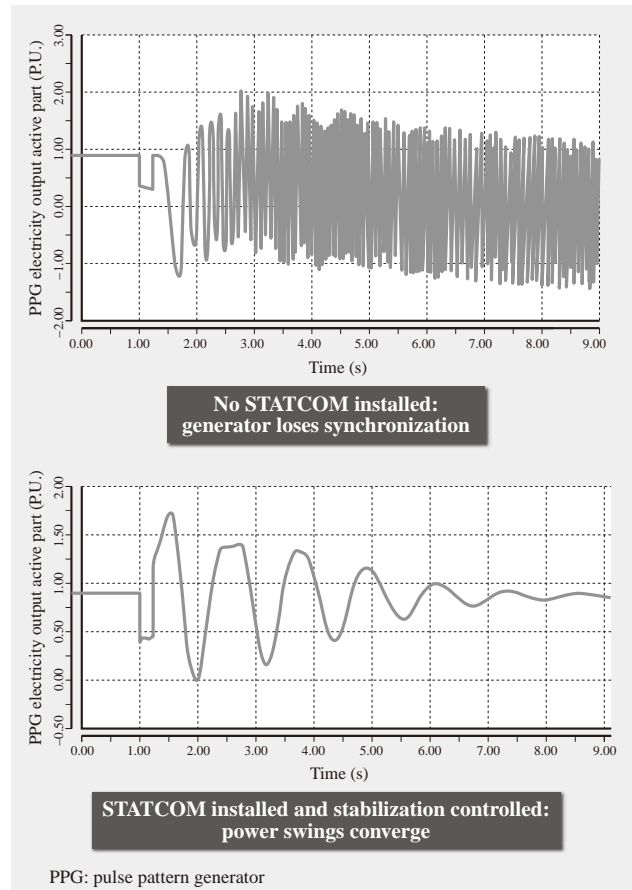 PPG electricity output active part (P.U.)
3.00
2.00
1.00
−0.00
−1.00
−2.00
0.00 1.00 2.00 3.00 4.00 5.00 6.00 7.00 8.00 9.00
Time (s)
No STATCOM installed:
generator loses synchronization
PPG electricity output active part (P.U.)
2.00
1.50
1.00
0.50
0.00
−0.50
0.00 1.00 2.00 3.00 4.00 5.00 6.00 7.00 8.00 9.00
Time (s)
STATCOM installed and stabilization controlled:
power swings converge
PPG: pulse pattern generator